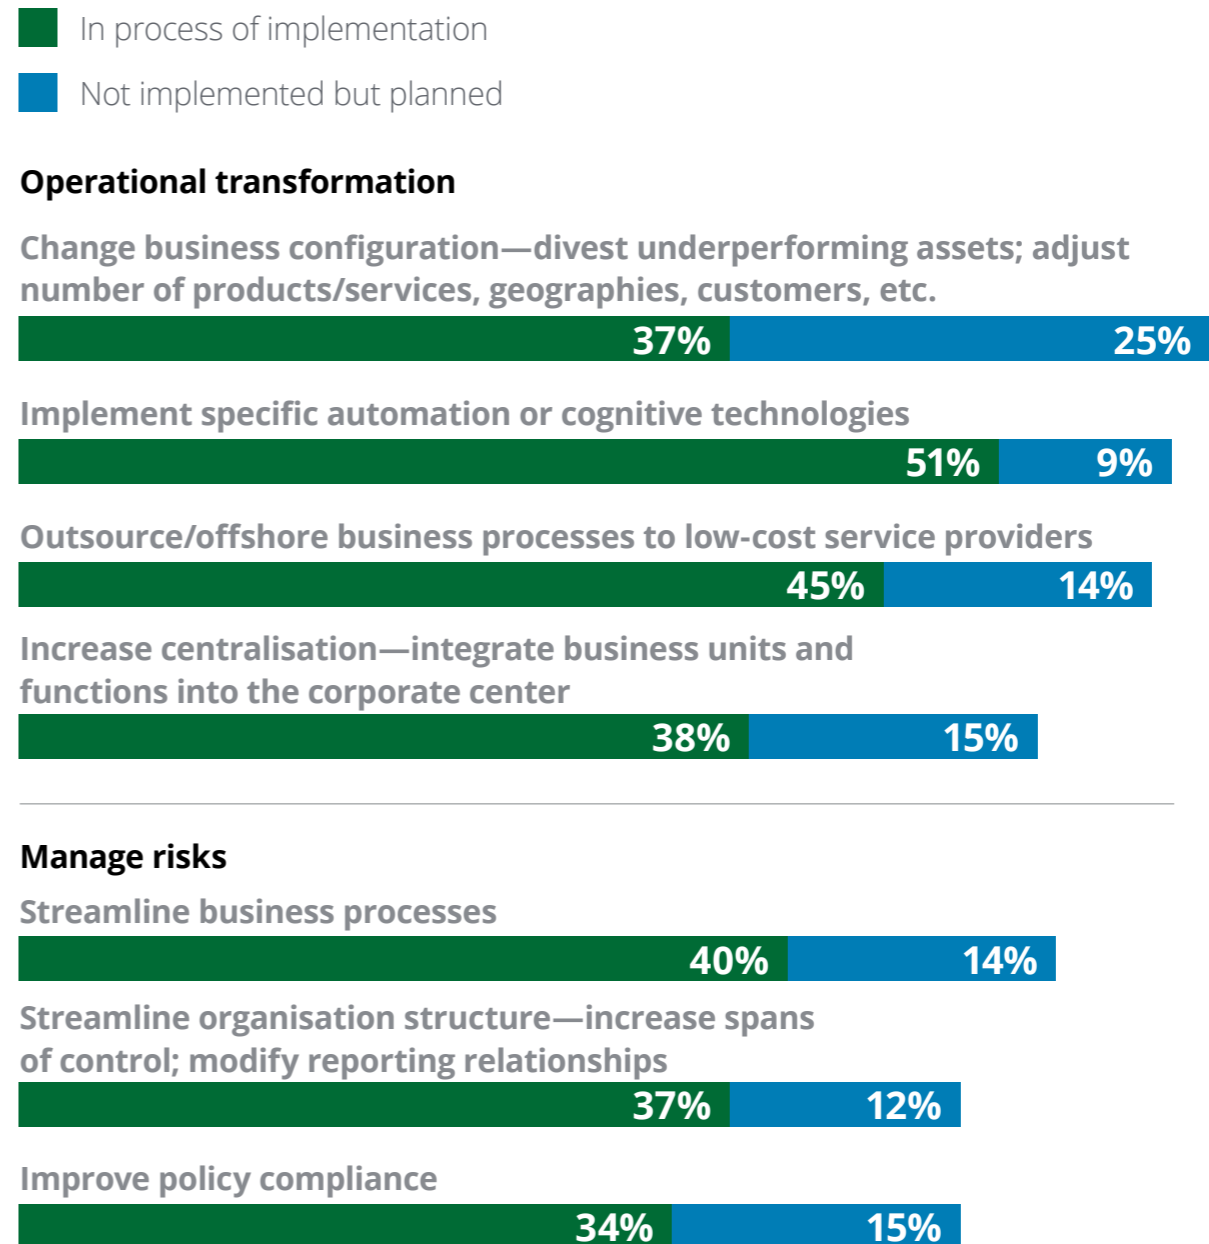 In process of implementation
Not implemented but planned
Operational transformation
Change business configuration—divest underperforming assets; adjust
number of products/services, geographies, customers, etc.
37% 25%
Implement specific automation or cognitive technologies
51% 9%
Outsource/offshore business processes to low-cost service providers
45% 14%
Increase centralisation—integrate business units and
functions into the corporate center
38% 15%
Manage risks
Streamline business processes
40% 14%
Streamline organisation structure—increase spans
of control; modify reporting relationships
37% 12%
Improve policy compliance
34% 15%